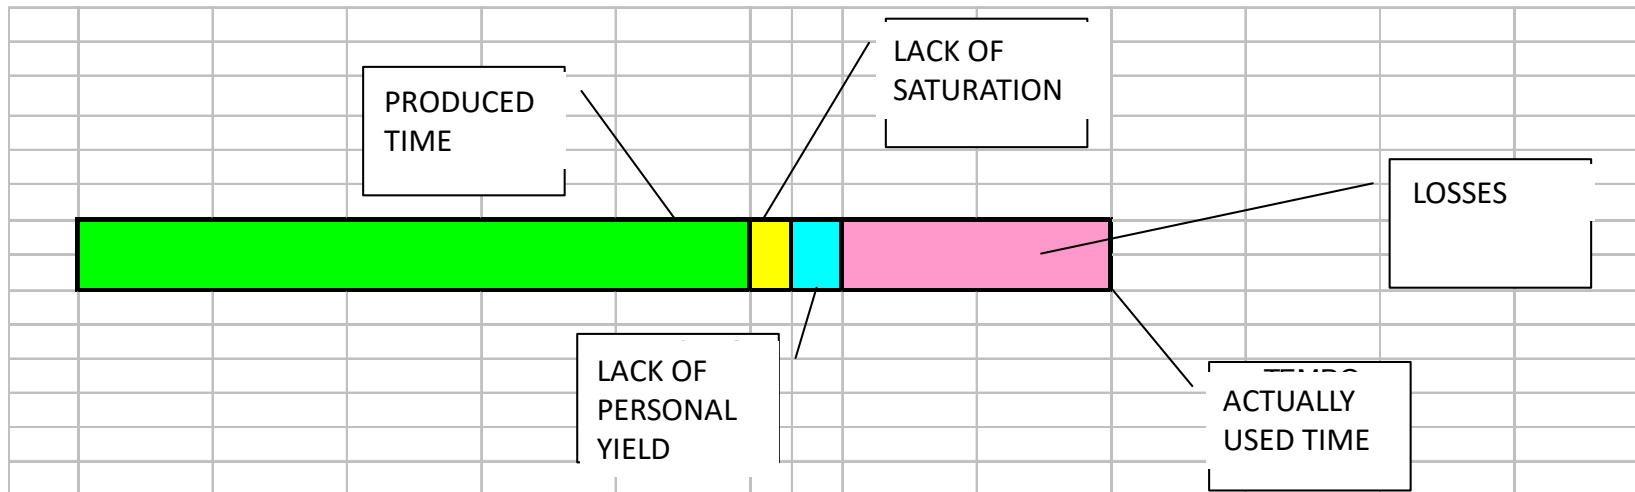 LACK OF
SATURATION
PRODUCED
TIME
LOSSES
LACK OF
PERSONAL
YIELD
ACTUALLY
USED TIME